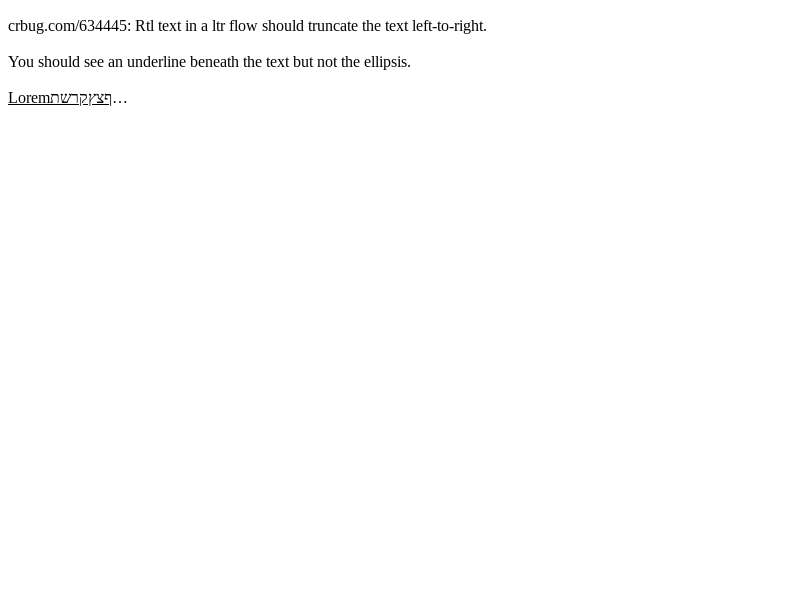 crbug.com/634445: Rtl text in a ltr flow should truncate the text left-to-right.
You should see an underline beneath the text but not the ellipsis.
Loremףצץקרשת…